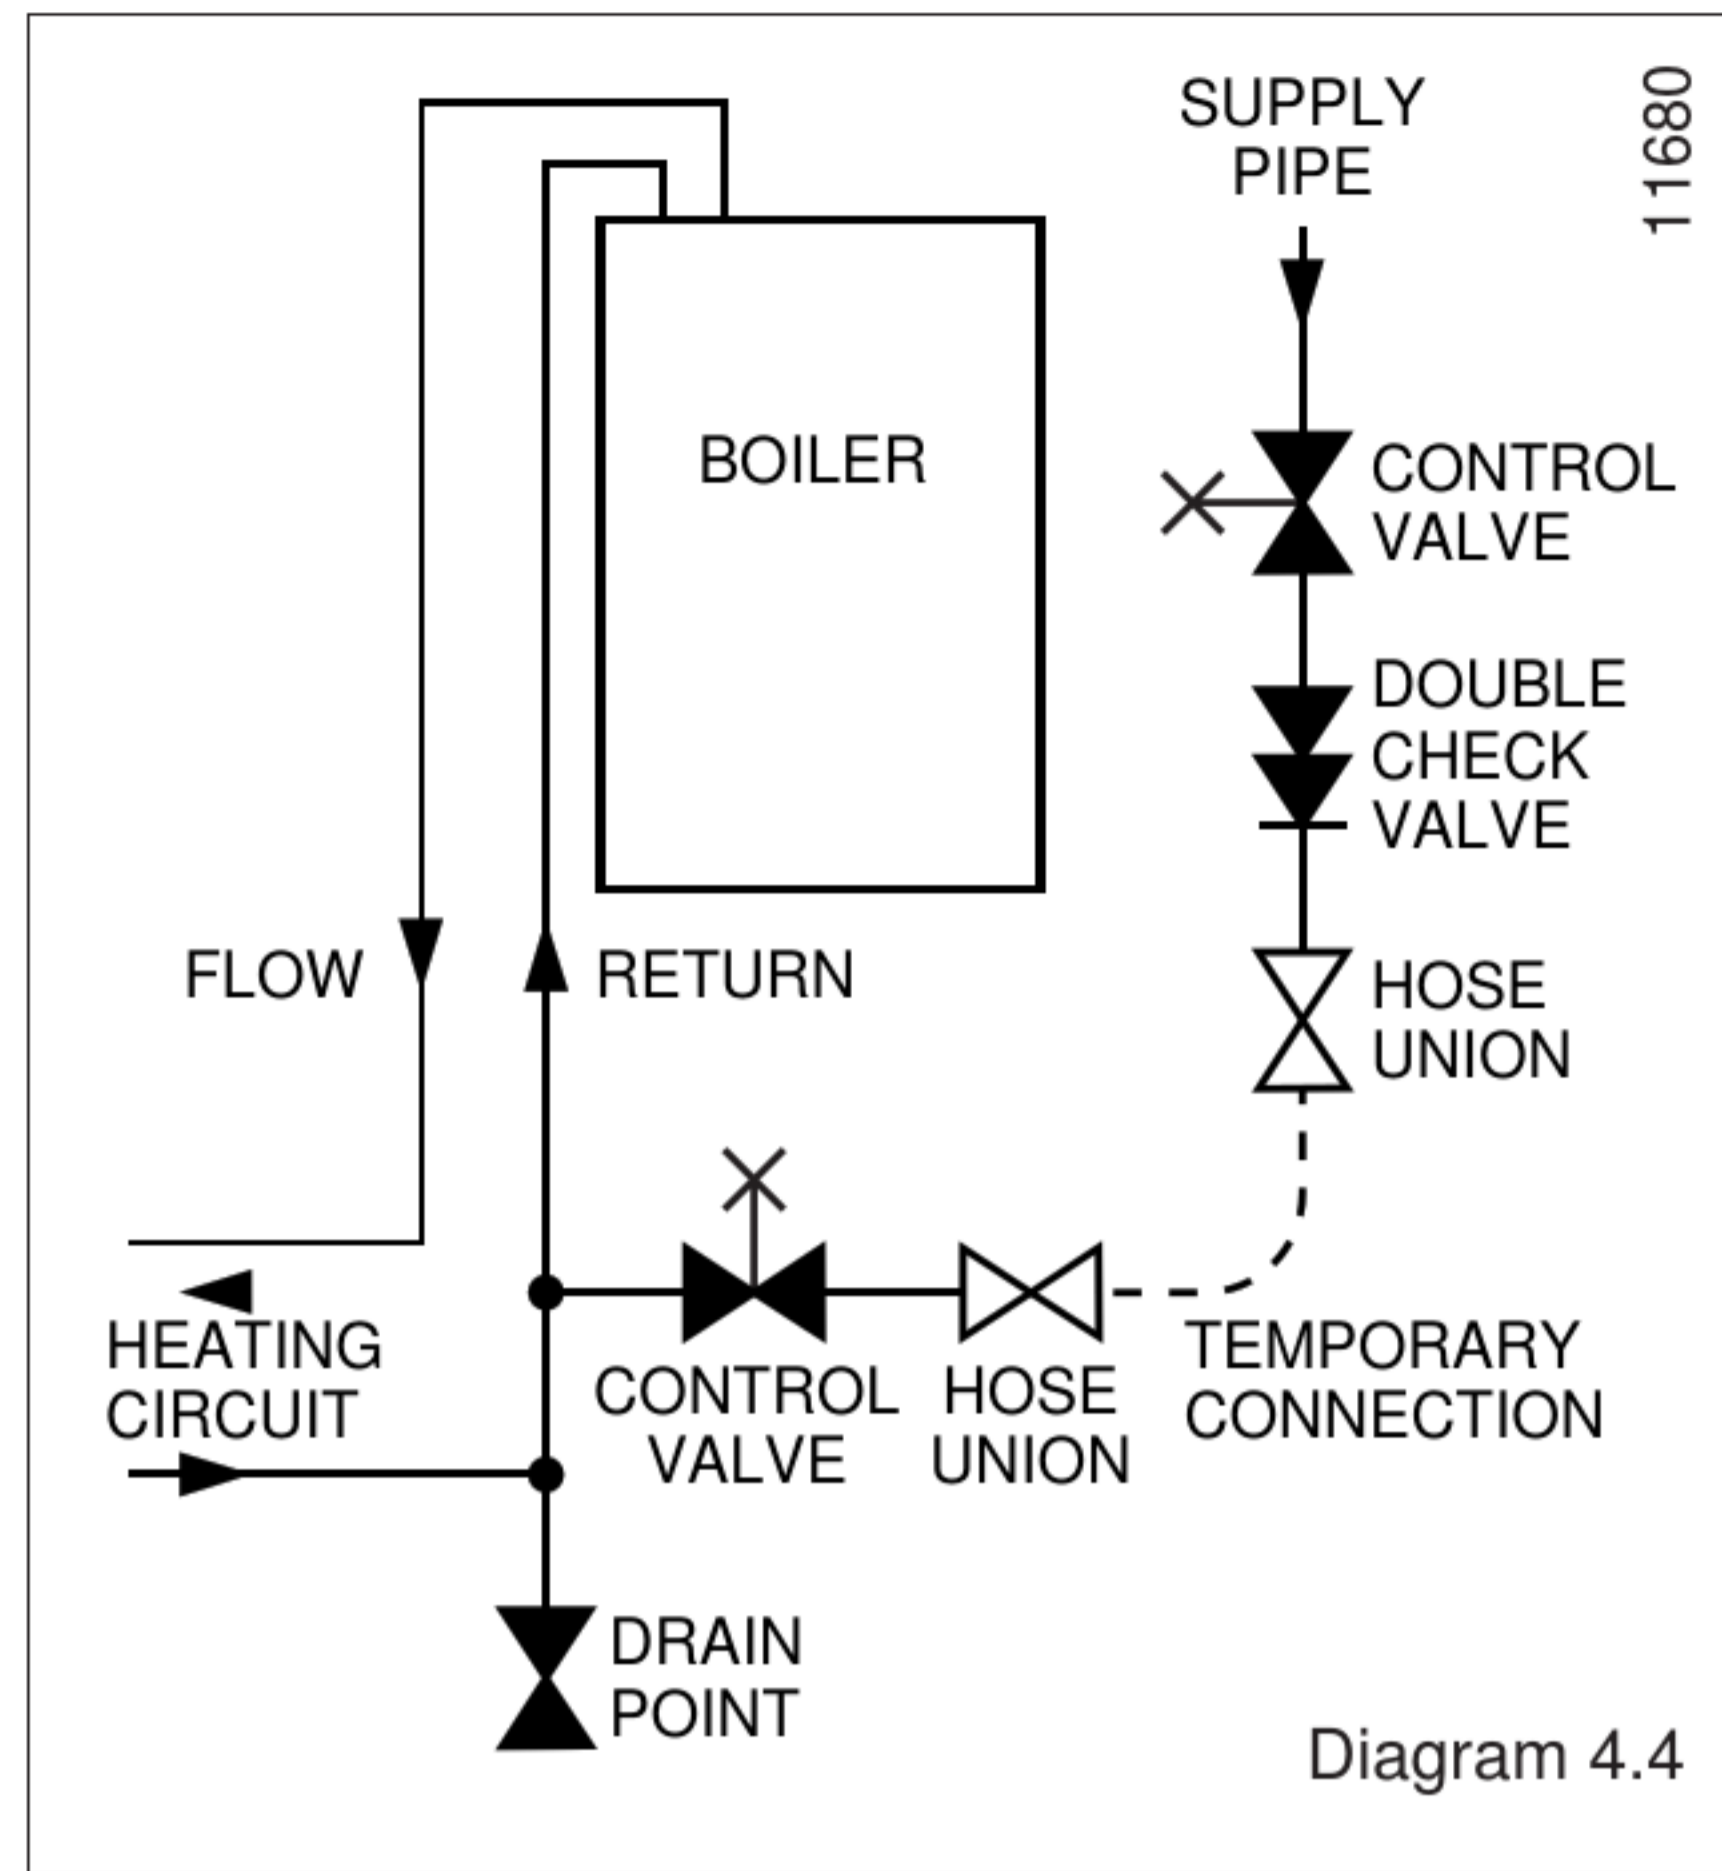 SUPPLY
PIPE
11680
BOILER
CONTROL
VALVE
DOUBLE
CHECK
VALVE
FLOW
RETURN
HOSE
UNION
HEATING
CIRCUIT
CONTROL
VALVE
HOSE
UNION
TEMPORARY
CONNECTION
DRAIN
POINT
Diagram 4.4